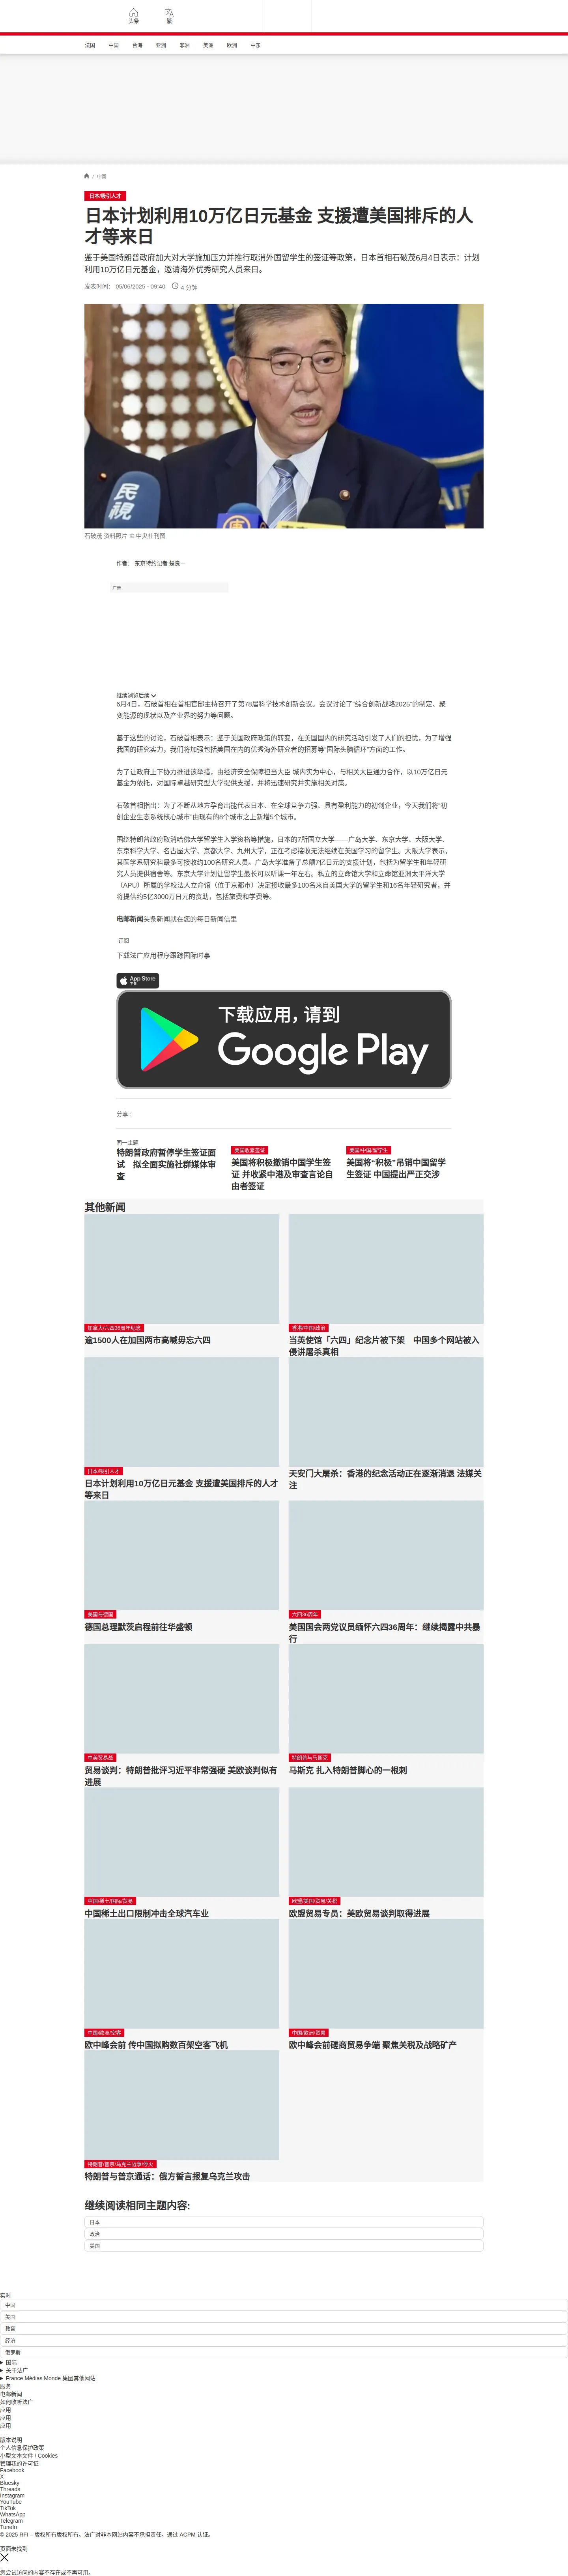 头条
繁
法国
中国
台海
亚洲
非洲
美洲
欧洲
中东
/ 中国
日本/吸引人才
日本计划利用10万亿日元基金 支援遭美国排斥的人
才等来日
鉴于美国特朗普政府加大对大学施加压力并推行取消外国留学生的签证等政策，日本首相石破茂6月4日表示：计划
利用10万亿日元基金，邀请海外优秀研究人员来日。
发表时间： 05/06/2025 - 09:40
4 分钟
民視
石破茂 资料照片 © 中央社刊图
作者： 东京特约记者 楚良一
广告
继续浏览后续
6月4日，石破首相在首相官邸主持召开了第78届科学技术创新会议。会议讨论了“综合创新战略2025”的制定、聚
变能源的现状以及产业界的努力等问题。
基于这些的讨论，石破首相表示：鉴于美国政府政策的转变，在美国国内的研究活动引发了人们的担忧，为了增强
我国的研究实力，我们将加强包括美国在内的优秀海外研究者的招募等“国际头脑循环”方面的工作。
为了让政府上下协力推进该举措，由经济安全保障担当大臣 城内实为中心，与相关大臣通力合作，以10万亿日元
基金为依托，对国际卓越研究型大学提供支援，并将迅速研究并实施相关对策。
石破首相指出：为了不断从地方孕育出能代表日本、在全球竞争力强、具有盈利能力的初创企业，今天我们将“初
创企业生态系统核心城市”由现有的8个城市之上新增5个城市。
围绕特朗普政府取消哈佛大学留学生入学资格等措施，日本的7所国立大学——广岛大学、东京大学、大阪大学、
东京科学大学、名古屋大学、京都大学、九州大学，正在考虑接收无法继续在美国学习的留学生。大阪大学表示，
其医学系研究科最多可接收约100名研究人员。广岛大学准备了总额7亿日元的支援计划，包括为留学生和年轻研
究人员提供宿舍等。东京大学计划让留学生最长可以听课一年左右。私立的立命馆大学和立命馆亚洲太平洋大学
（APU）所属的学校法人立命馆（位于京都市）决定接收最多100名来自美国大学的留学生和16名年轻研究者，并
将提供约5亿3000万日元的资助，包括旅费和学费等。
电邮新闻头条新闻就在您的每日新闻信里
订阅
下载法广应用程序跟踪国际时事
App Store
下载
下载应用，请到
Google Play
分享 :
同一主题
特朗普政府暂停学生签证面
试　拟全面实施社群媒体审
查
美国收紧签证
美国将积极撤销中国学生签
证 并收紧中港及审查言论自
由者签证
美国/中国/留学生
美国将“积极”吊销中国留学
生签证 中国提出严正交涉
其他新闻
加拿大/六四36周年纪念
逾1500人在加国两市高喊毋忘六四
香港/中国/政治
当英使馆「六四」纪念片被下架　中国多个网站被入
侵讲屠杀真相
日本/吸引人才
日本计划利用10万亿日元基金 支援遭美国排斥的人才
等来日
天安门大屠杀：香港的纪念活动正在逐渐消退 法媒关
注
美国与德国
德国总理默茨启程前往华盛顿
六四36周年
美国国会两党议员缅怀六四36周年：继续揭露中共暴
行
中美贸易战
贸易谈判：特朗普批评习近平非常强硬 美欧谈判似有
进展
特朗普与马斯克
马斯克 扎入特朗普脚心的一根刺
中国/稀土/国际/贸易
中国稀土出口限制冲击全球汽车业
欧盟/美国/贸易/关税
欧盟贸易专员：美欧贸易谈判取得进展
中国/欧洲/空客
欧中峰会前 传中国拟购数百架空客飞机
中国/欧洲/贸易
欧中峰会前磋商贸易争端 聚焦关税及战略矿产
特朗普/普京/乌克兰战争/停火
特朗普与普京通话：俄方誓言报复乌克兰攻击
继续阅读相同主题内容:
日本
政治
美国
实时
中国
美国
教育
经济
俄罗斯
国际
关于法广
France Médias Monde 集团其他网站
服务
电邮新闻
如何收听法广
应用
应用
应用
版本说明
个人信息保护政策
小型文本文件 / Cookies
管理我的许可证
Facebook
X
Bluesky
Threads
Instagram
YouTube
TikTok
WhatsApp
Telegram
TuneIn
© 2025 RFI – 版权所有版权所有。法广对非本网站内容不承担责任。通过 ACPM 认证。
页面未找到
您尝试访问的内容不存在或不再可用。